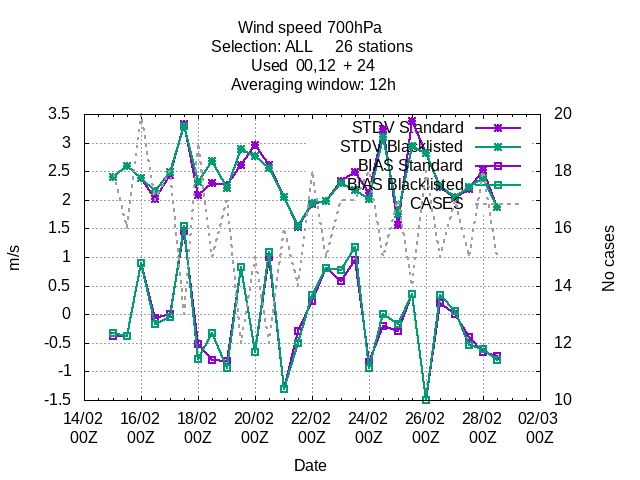 Wind speed 700hPa
Selection: ALL 26 stations
Used 00,12 + 24
Averaging window: 12h
3.5
3
2.5
2
1.5
1
0.5
0
-0.5
-1
-1.5
m/s
20
18
16
14
12
10
No cases
STDV Standard
STDV Blacklisted
BIAS Standard
BIAS Blacklisted
CASES
14/02 16/02 18/02 20/02 22/02 24/02 26/02 28/02 02/03
00Z 00Z 00Z 00Z 00Z 00Z 00Z 00Z 00Z
Date